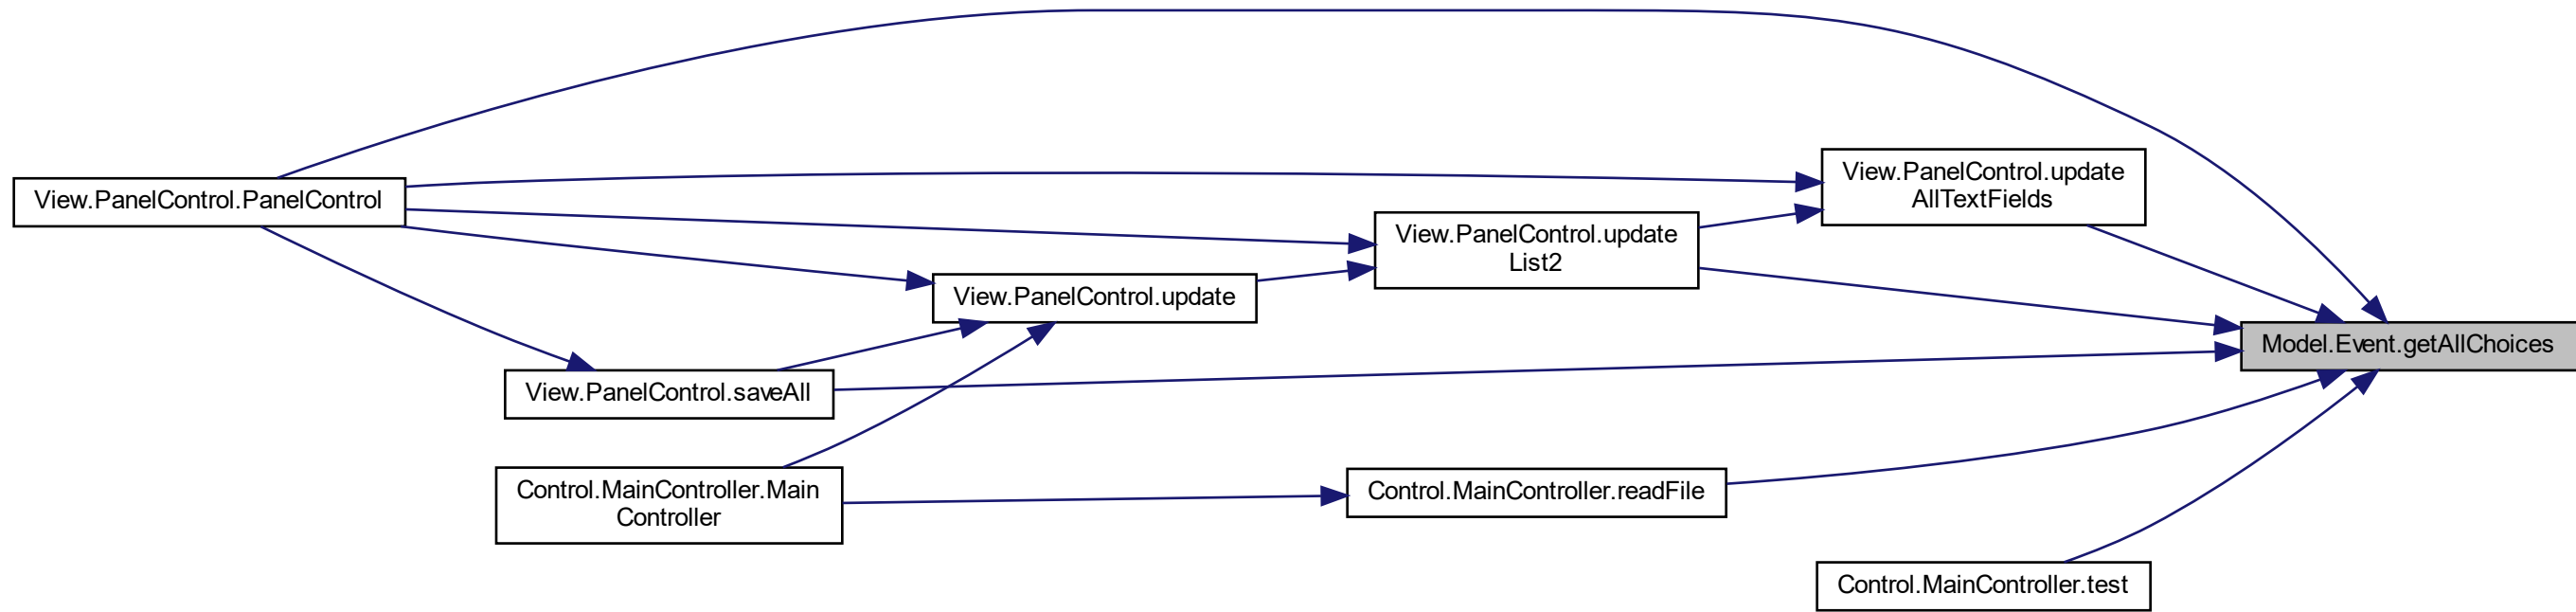 View.PanelControl.PanelControl
View.PanelControl.update
AllTextFields
View.PanelControl.update
List2
View.PanelControl.update
Model.Event.getAllChoices
View.PanelControl.saveAll
Control.MainController.Main
Controller
Control.MainController.readFile
Control.MainController.test